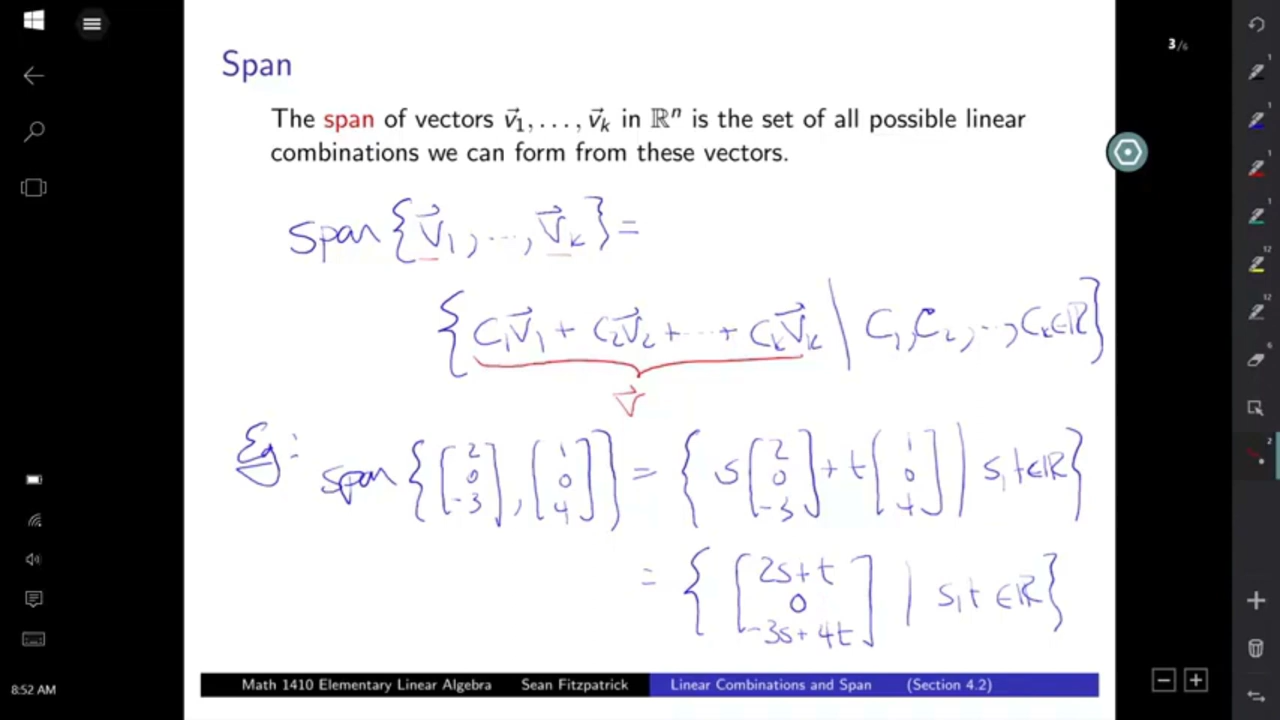 3/6
Span
The span of vectors v⃗1, . . . , v⃗k in ℝⁿ is the set of all possible linear
combinations we can form from these vectors.
span{v⃗1, ..., v⃗k} =
{c1v⃗1 + c2v⃗2 + ... + ckv⃗k | c1, c2, ..., ck ∈ ℝ}
v⃗
Eg: span{[2 0 -3], [1 0 4]} = {s[2 0 -3] + t[1 0 4] | s,t ∈ ℝ}
= {[2s+t 0 -3s+4t] | s,t ∈ ℝ}
Math 1410 Elementary Linear Algebra Sean Fitzpatrick Linear Combinations and Span (Section 4.2)
8:52 AM